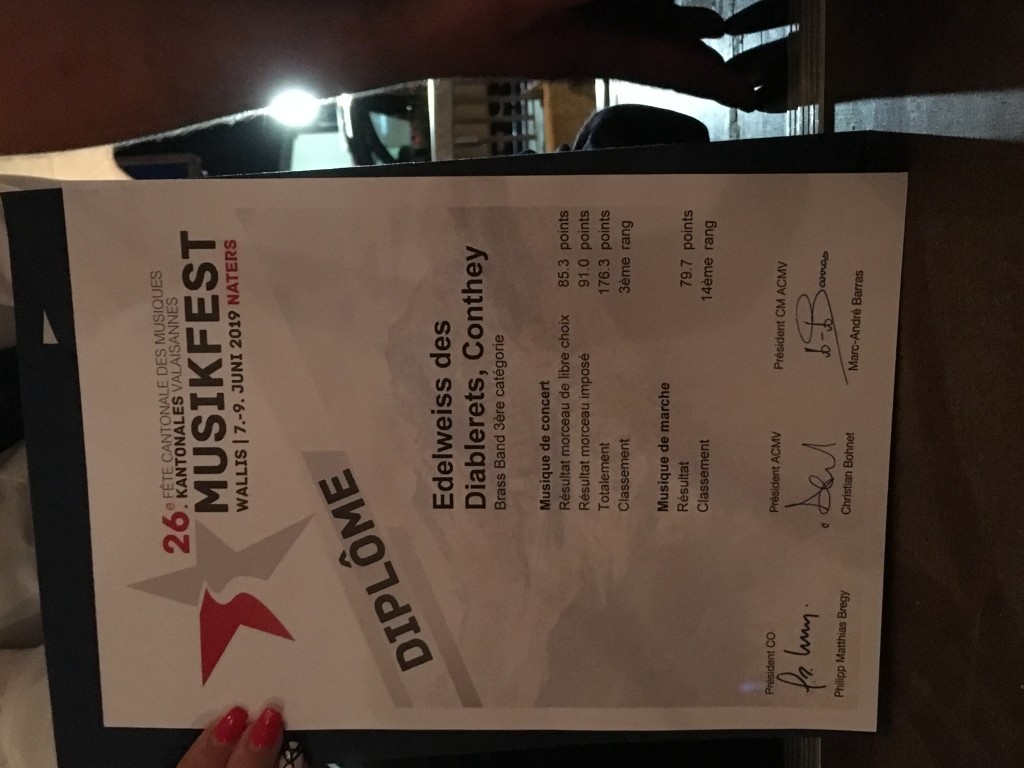 26e FÊTE CANTONALE DES MUSIQUES
. KANTONALES VALAISANNES
MUSIKFEST
WALLIS | 7.-9. JUNI 2019 NATERS
DIPLÔME
Edelweiss des
Diablerets, Conthey
Brass Band 3ère catégorie
Musique de concert
Résultat morceau de libre choix 85.3 points
Résultat morceau imposé 91.0 points
Totalement 176.3 points
Classement 3ème rang
Musique de marche
Résultat 79.7 points
Classement 14ème rang
Président CO Président ACMV Président CM ACMV
Philipp Matthias Bregy Christian Bohnet Marc-André Barras